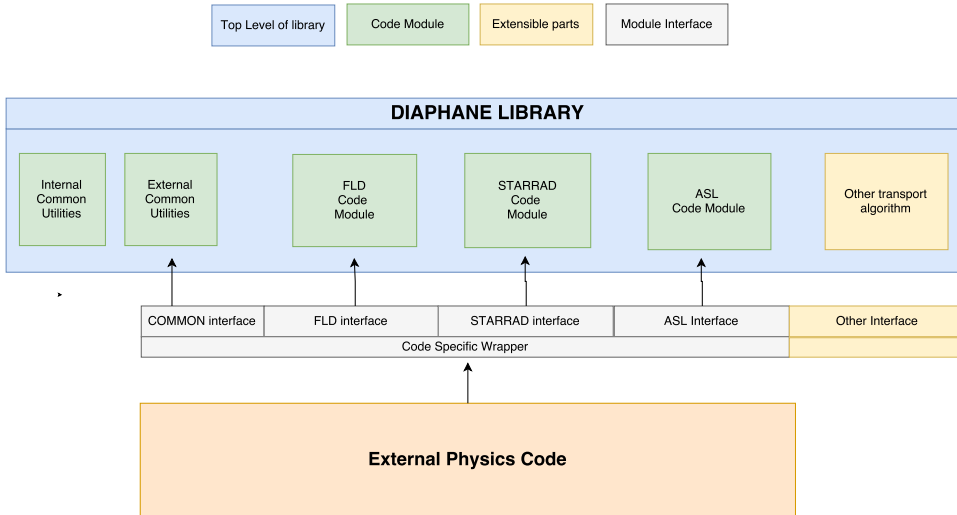 Top Level of library
Code Module
Extensible parts
Module Interface
DIAPHANE LIBRARY
Internal
Common
Utilities
External
Common
Utilities
FLD
Code
Module
STARRAD
Code
Module
ASL
Code Module
Other transport
algorithm
COMMON interface
FLD interface
STARRAD interface
ASL Interface
Other Interface
Code Specific Wrapper
External Physics Code